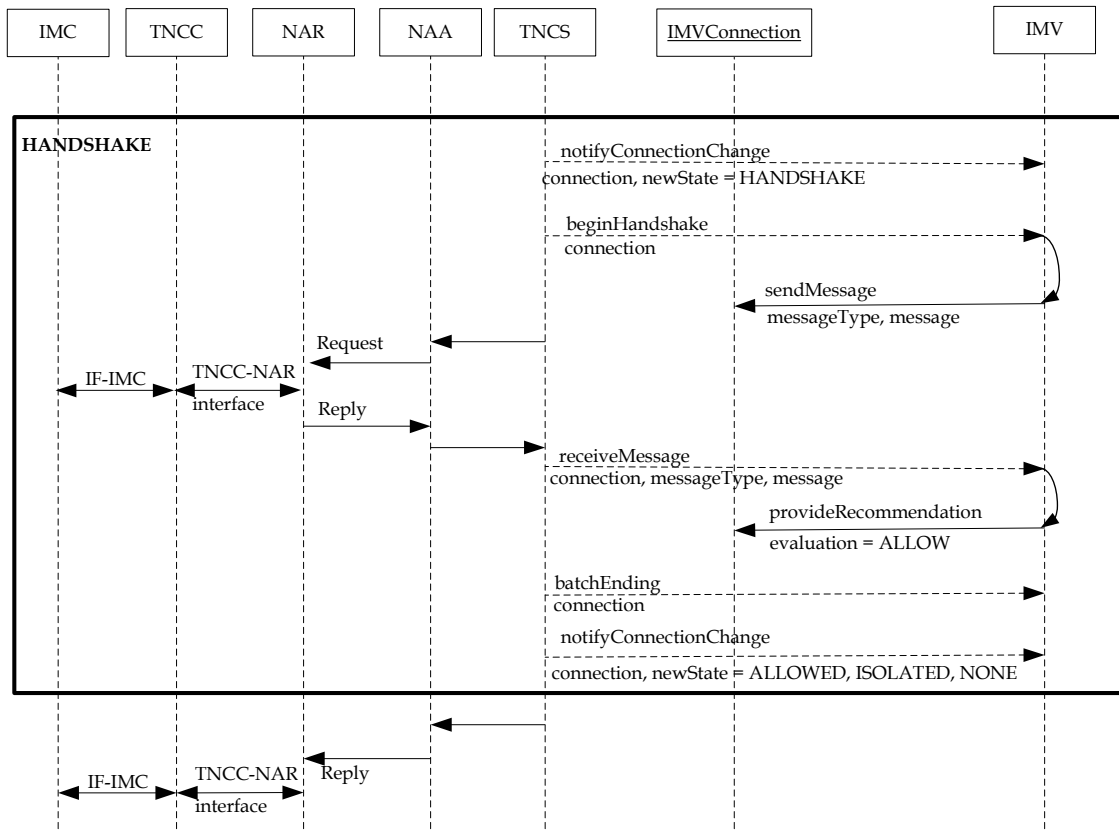 IMC
TNCC
NAR
NAA
TNCS
IMVConnection
IMV
HANDSHAKE
notifyConnectionChange
connection, newState = HANDSHAKE
beginHandshake
connection
sendMessage
messageType, message
Request
IF-IMC
TNCC-NAR
interface
Reply
receiveMessage
connection, messageType, message
provideRecommendation
evaluation = ALLOW
batchEnding
connection
notifyConnectionChange
connection, newState = ALLOWED, ISOLATED, NONE
Reply
IF-IMC
TNCC-NAR
interface